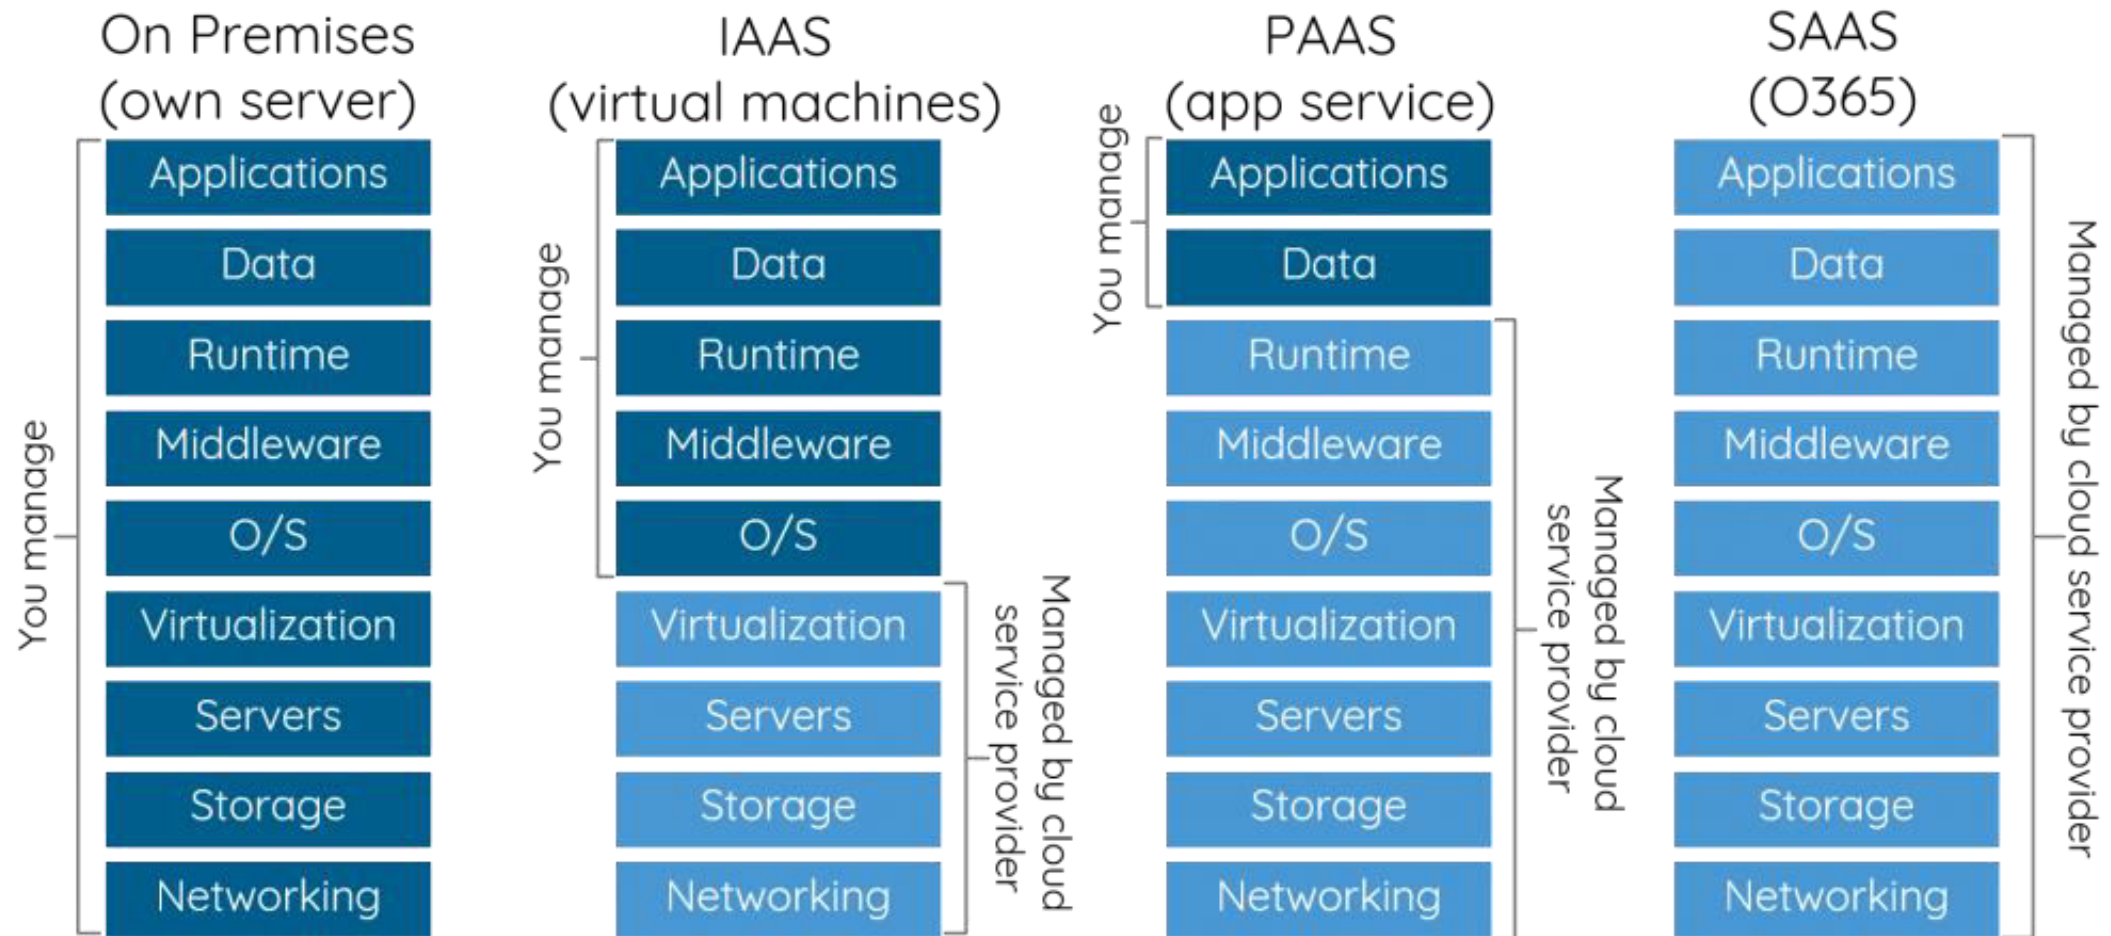 On Premises
(own server)
You manage
Applications
Data
Runtime
Middleware
O/S
Virtualization
Servers
Storage
Networking
IAAS
(virtual machines)
You manage
Applications
Data
Runtime
Middleware
O/S
Virtualization
Servers
Storage
Networking
Managed by cloud
service provider
PAAS
(app service)
You manage
Applications
Data
Runtime
Middleware
O/S
Virtualization
Servers
Storage
Networking
Managed by cloud
service provider
SAAS
(O365)
Applications
Data
Runtime
Middleware
O/S
Virtualization
Servers
Storage
Networking
Managed by cloud service provider